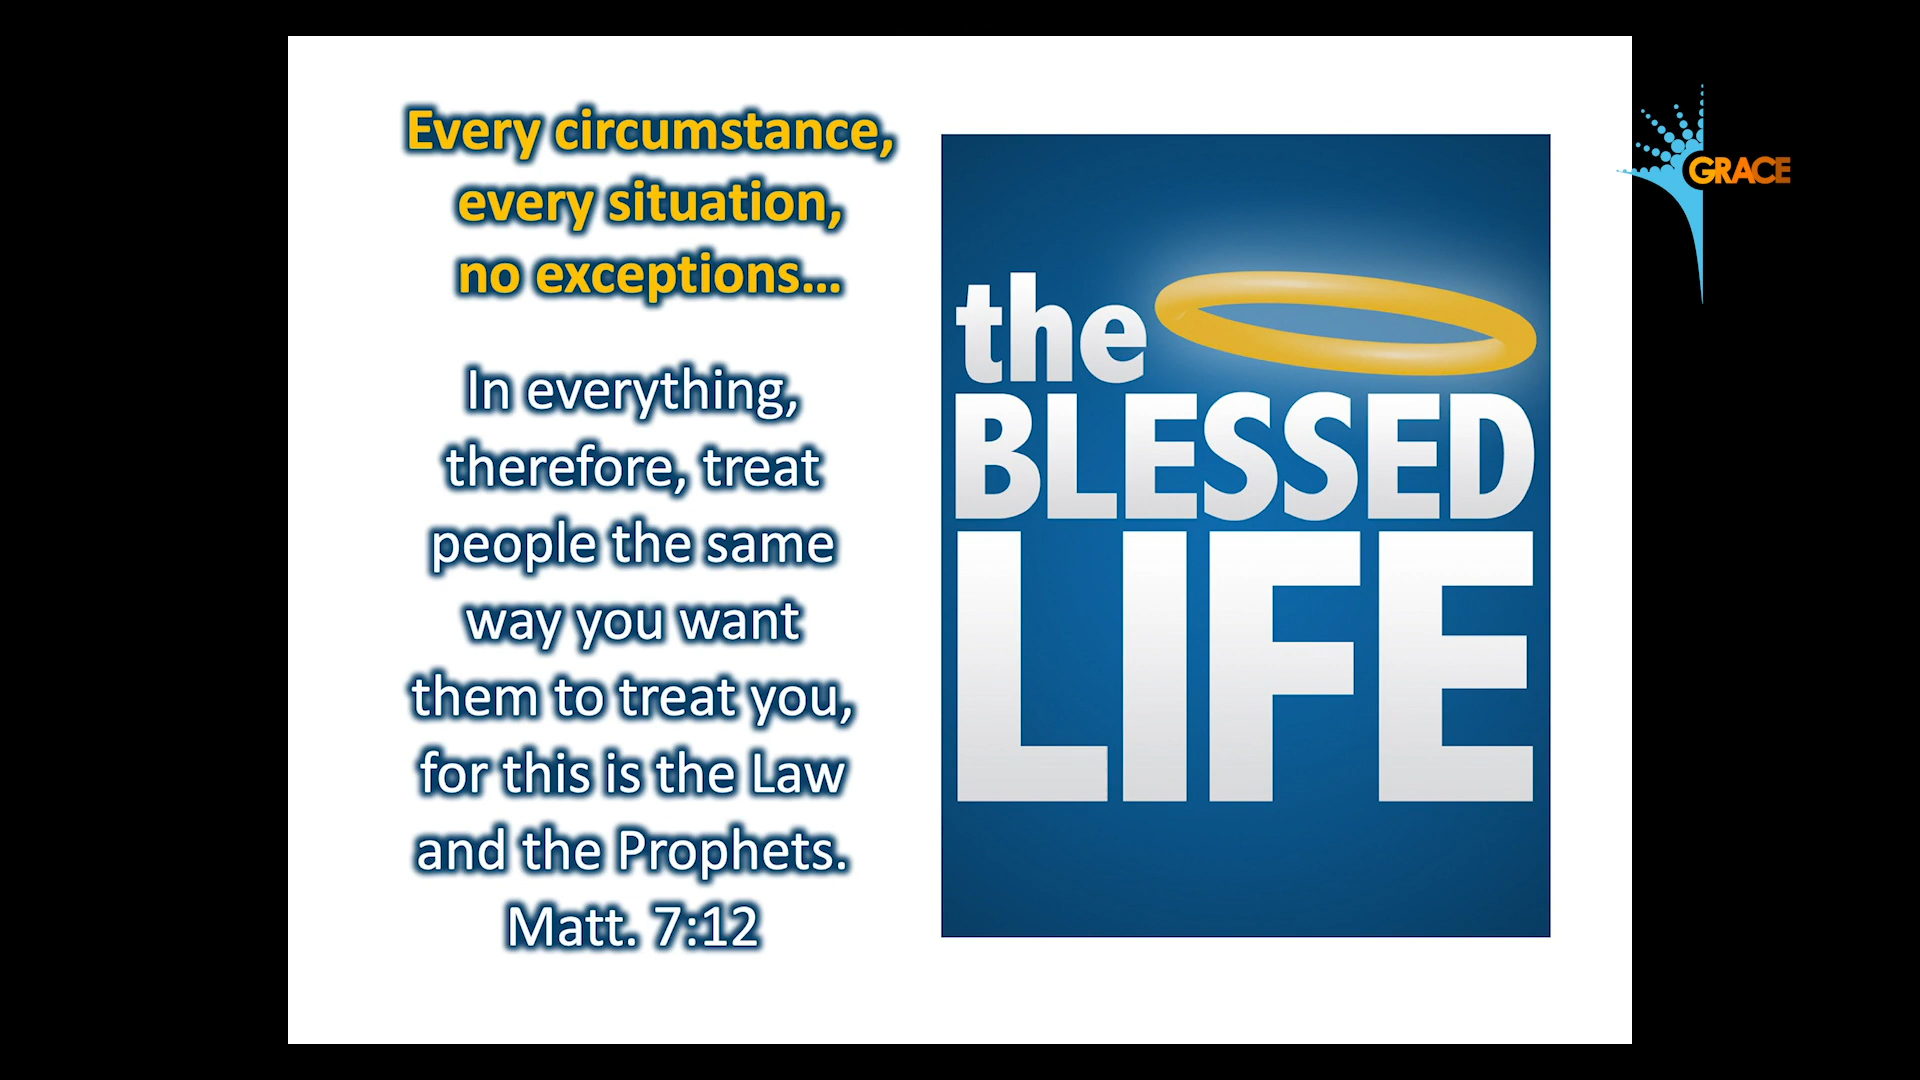 Every circumstance,
every situation,
no exceptions...
In everything,
therefore, treat
people the same
way you want
them to treat you,
for this is the Law
and the Prophets.
Matt. 7:12
the
BLESSED
LIFE
GRACE